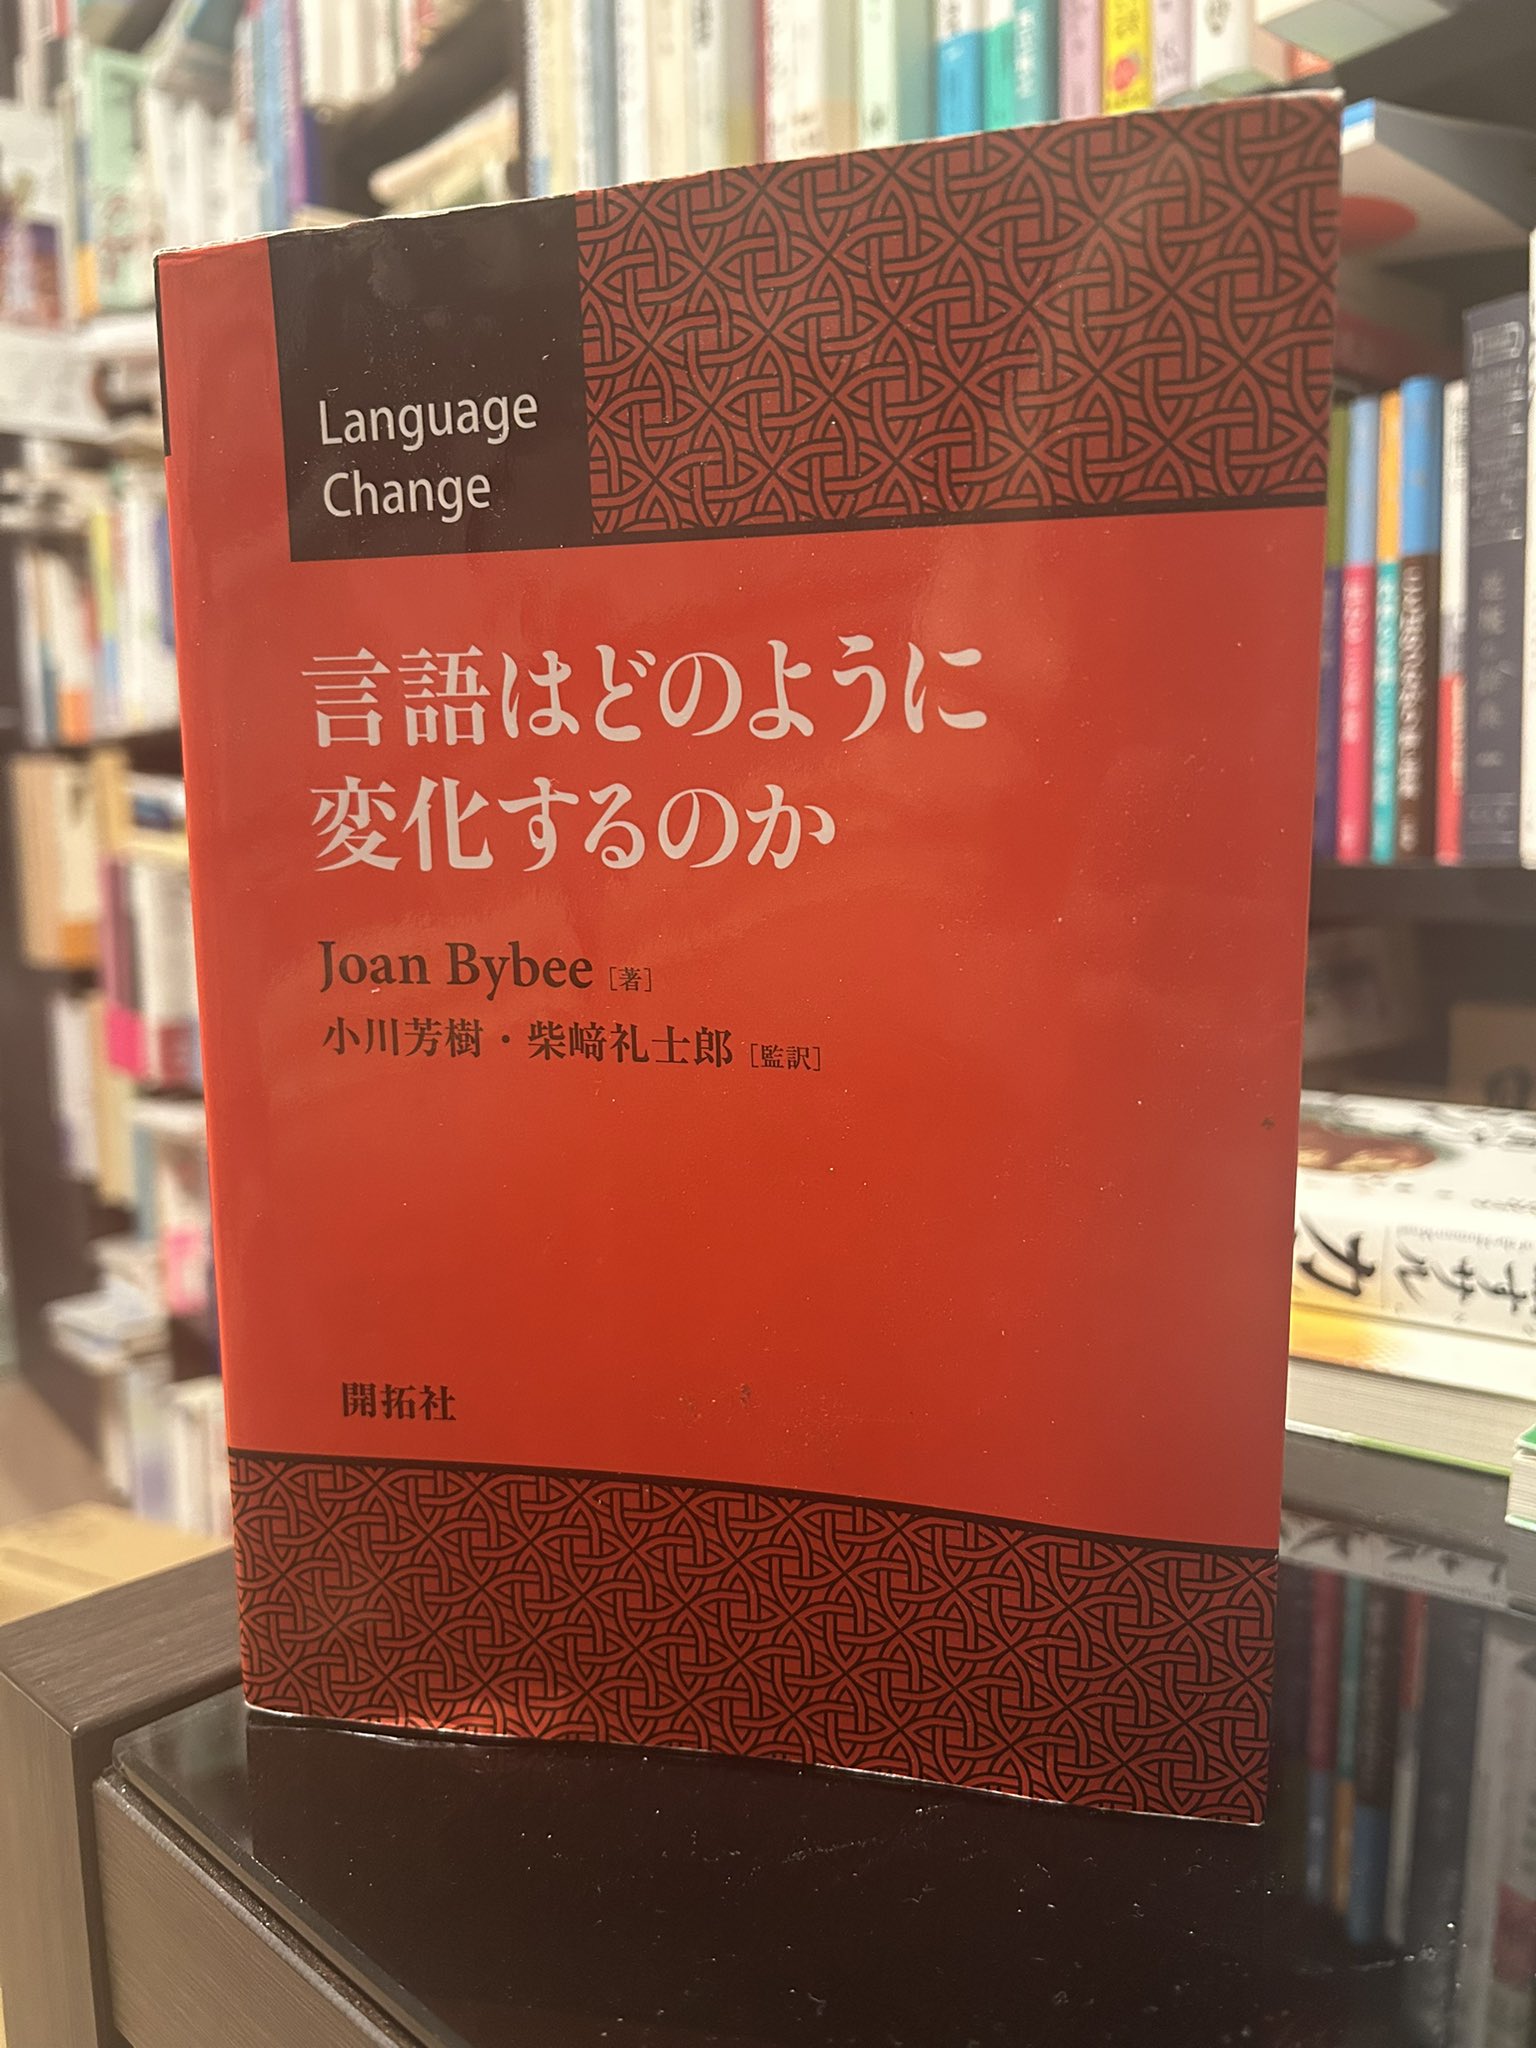 Language
Change
言語はどのように
変化するのか
Joan Bybee [著]
小川芳樹・柴﨑礼士郎 [監訳]
開拓社